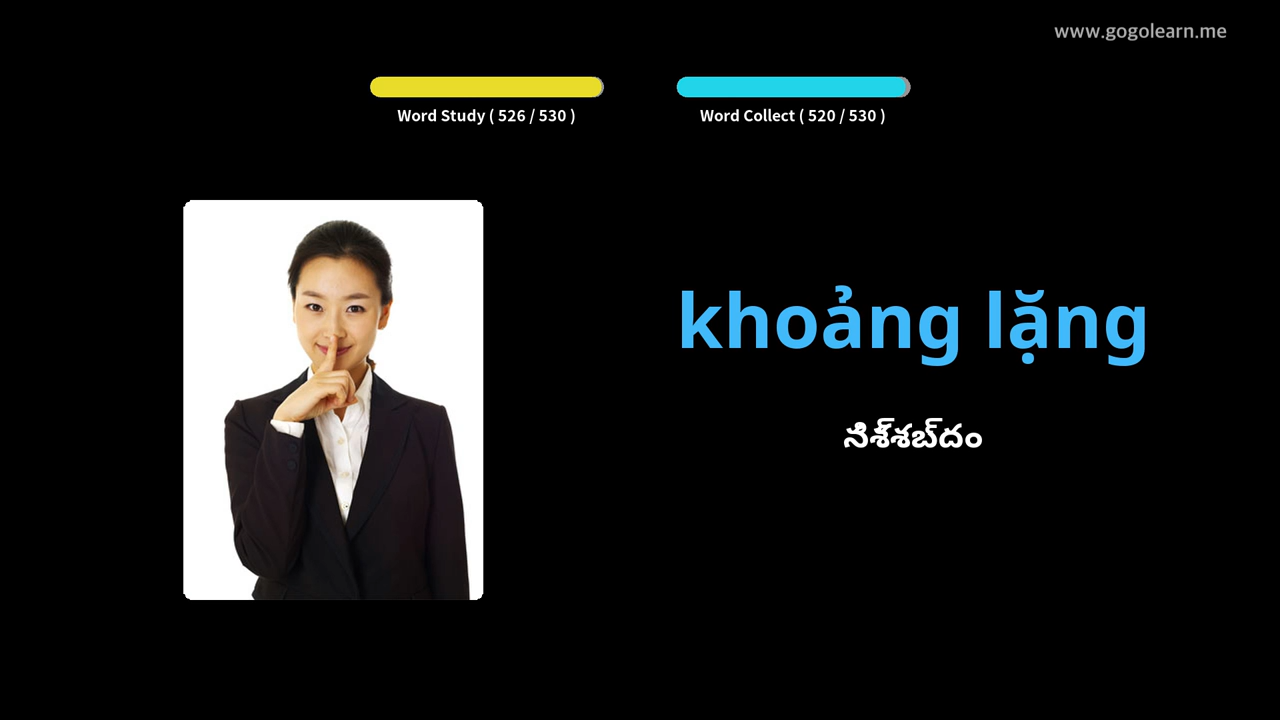 www.gogolearn.me
Word Study ( 526 / 530 )
Word Collect ( 520 / 530 )
khoảng lặng
నిశ్శబ్దం